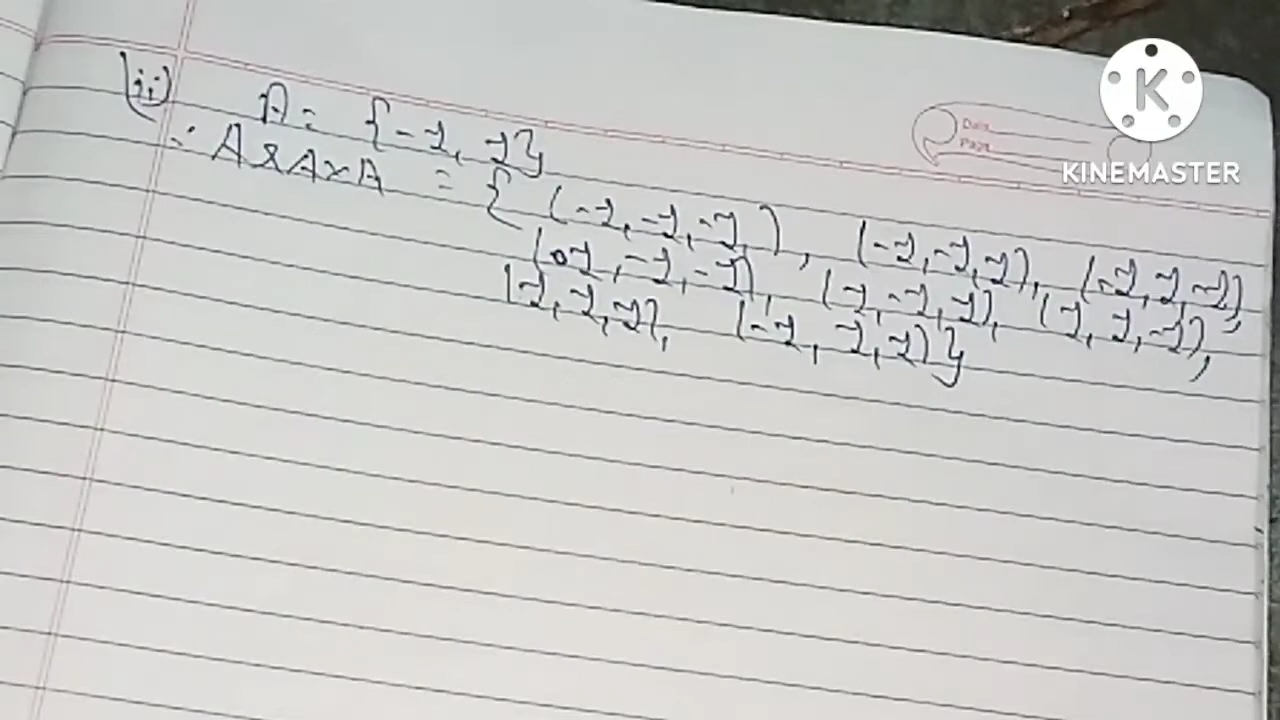 (ii) A = {-1, 1}
∴ A×A×A = { (-1,-1,-1), (-1,-1,1), (-1,1,-1),
(1,-1,-1), (1,-1,1), (1,1,-1),
(1,1,1), (-1,1,1)}
Date
Page
K
KINEMASTER